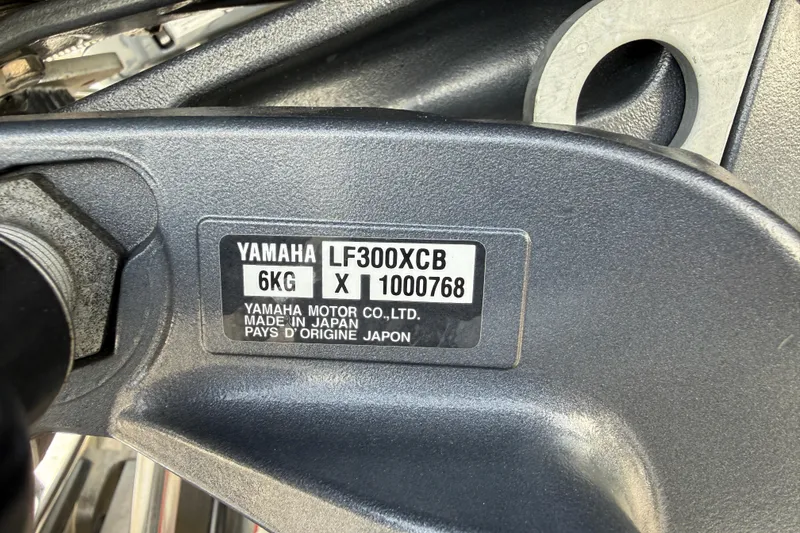 YAMAHA LF300XCB
6KG X 1000768
YAMAHA MOTOR CO.,LTD.
MADE IN JAPAN
PAYS D'ORIGINE JAPON